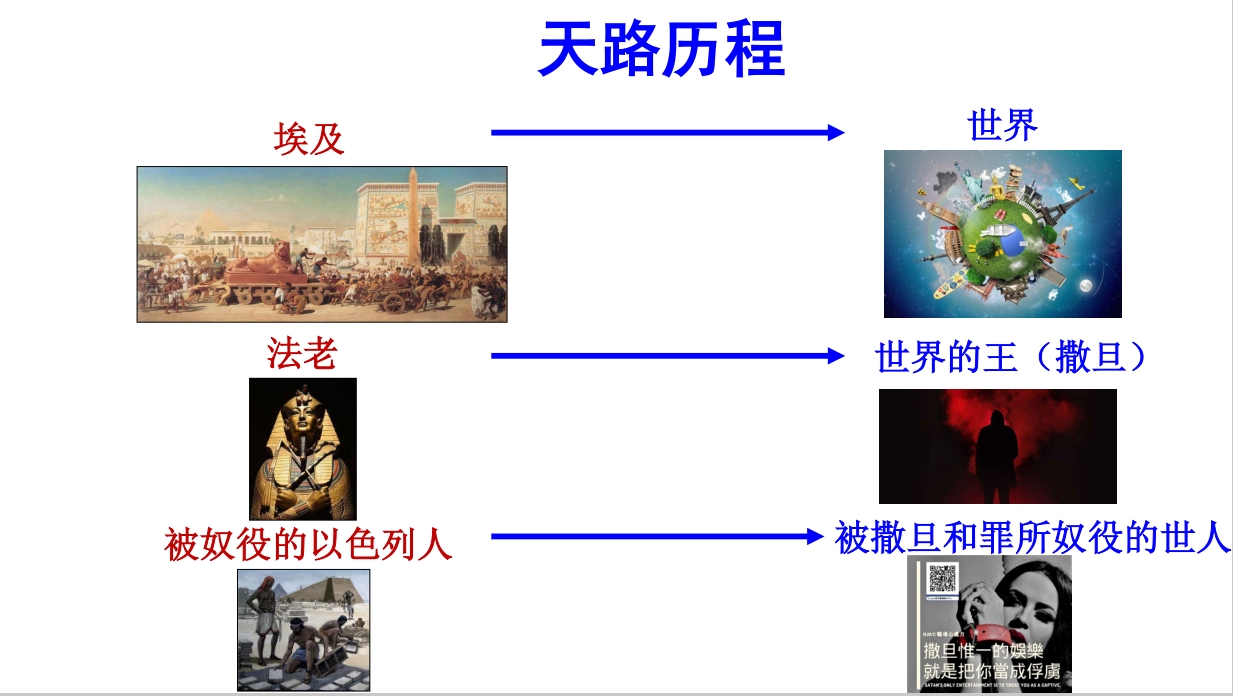 天路历程
埃及
世界
法老
世界的王（撒旦）
被奴役的以色列人
被撒旦和罪所奴役的世人
撒旦惟一的娛樂
就是把你當成俘虜
SATAN'S ONLY ENTERTAINMENT IS TO TREAT YOU AS A CAPTIVE.